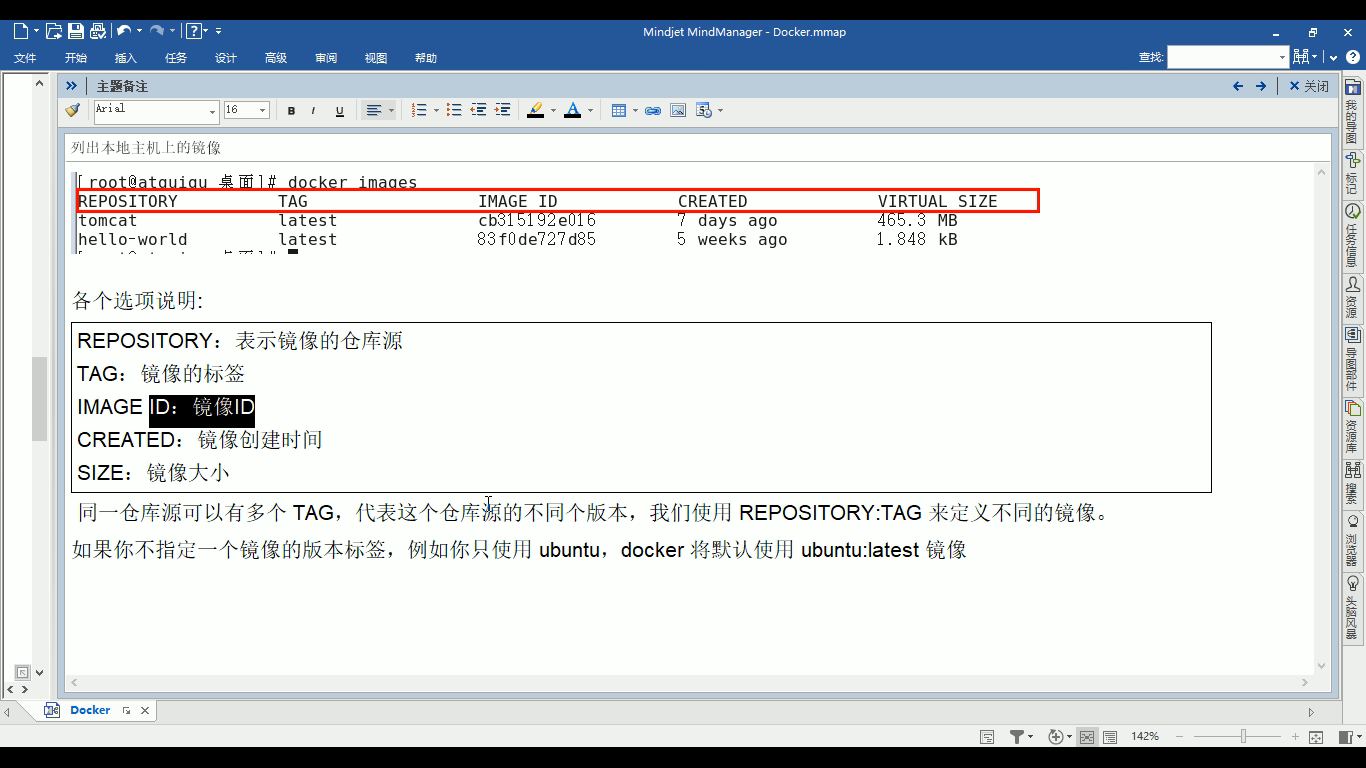 Mindjet MindManager - Docker.mmap
文件 开始 插入 任务 设计 高级 审阅 视图 帮助 查找:
主题备注 关闭
Arial 16 B I U
列出本地主机上的镜像
[root@atguigu 桌面]# docker images
REPOSITORY TAG IMAGE ID CREATED VIRTUAL SIZE
tomcat latest cb315192e016 7 days ago 465.3 MB
hello-world latest 83f0de727d85 5 weeks ago 1.848 kB
各个选项说明:
REPOSITORY：表示镜像的仓库源
TAG：镜像的标签
IMAGE ID：镜像ID
CREATED：镜像创建时间
SIZE：镜像大小
同一仓库源可以有多个 TAG，代表这个仓库源的不同个版本，我们使用 REPOSITORY:TAG 来定义不同的镜像。
如果你不指定一个镜像的版本标签，例如你只使用 ubuntu，docker 将默认使用 ubuntu:latest 镜像
我的导图
标记
任务信息
资源
导图部件
资源库
搜索
浏览器
头脑风暴
Docker
142%